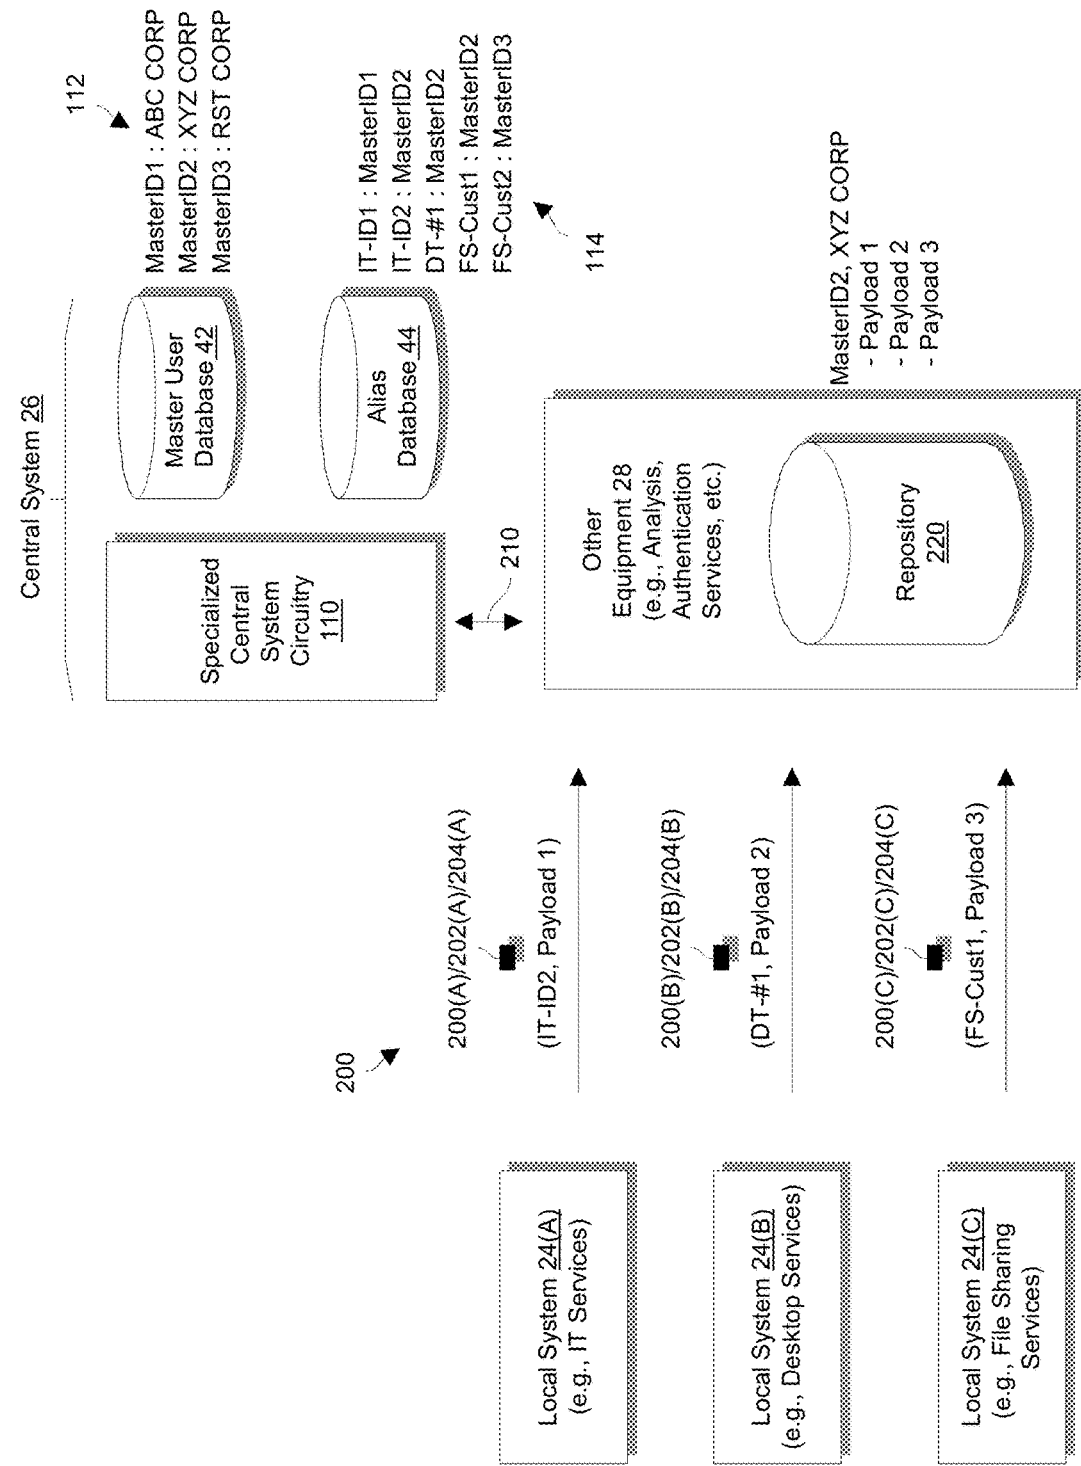 Central System 26
Specialized
Central
System
Circuitry
110
Master User
Database 42
MasterID1 : ABC CORP
MasterID2 : XYZ CORP
MasterID3 : RST CORP
112
Alias
Database 44
IT-ID1 : MasterID1
IT-ID2 : MasterID2
DT-#1 : MasterID2
FS-Cust1 : MasterID2
FS-Cust2 : MasterID3
114
210
200
Local System 24(A)
(e.g., IT Services)
200(A)/202(A)/204(A)
(IT-ID2, Payload 1)
Local System 24(B)
(e.g., Desktop Services)
200(B)/202(B)/204(B)
(DT-#1, Payload 2)
Local System 24(C)
(e.g., File Sharing
Services)
200(C)/202(C)/204(C)
(FS-Cust1, Payload 3)
Other
Equipment 28
(e.g., Analysis,
Authentication
Services, etc.)
Repository
220
MasterID2, XYZ CORP
- Payload 1
- Payload 2
- Payload 3